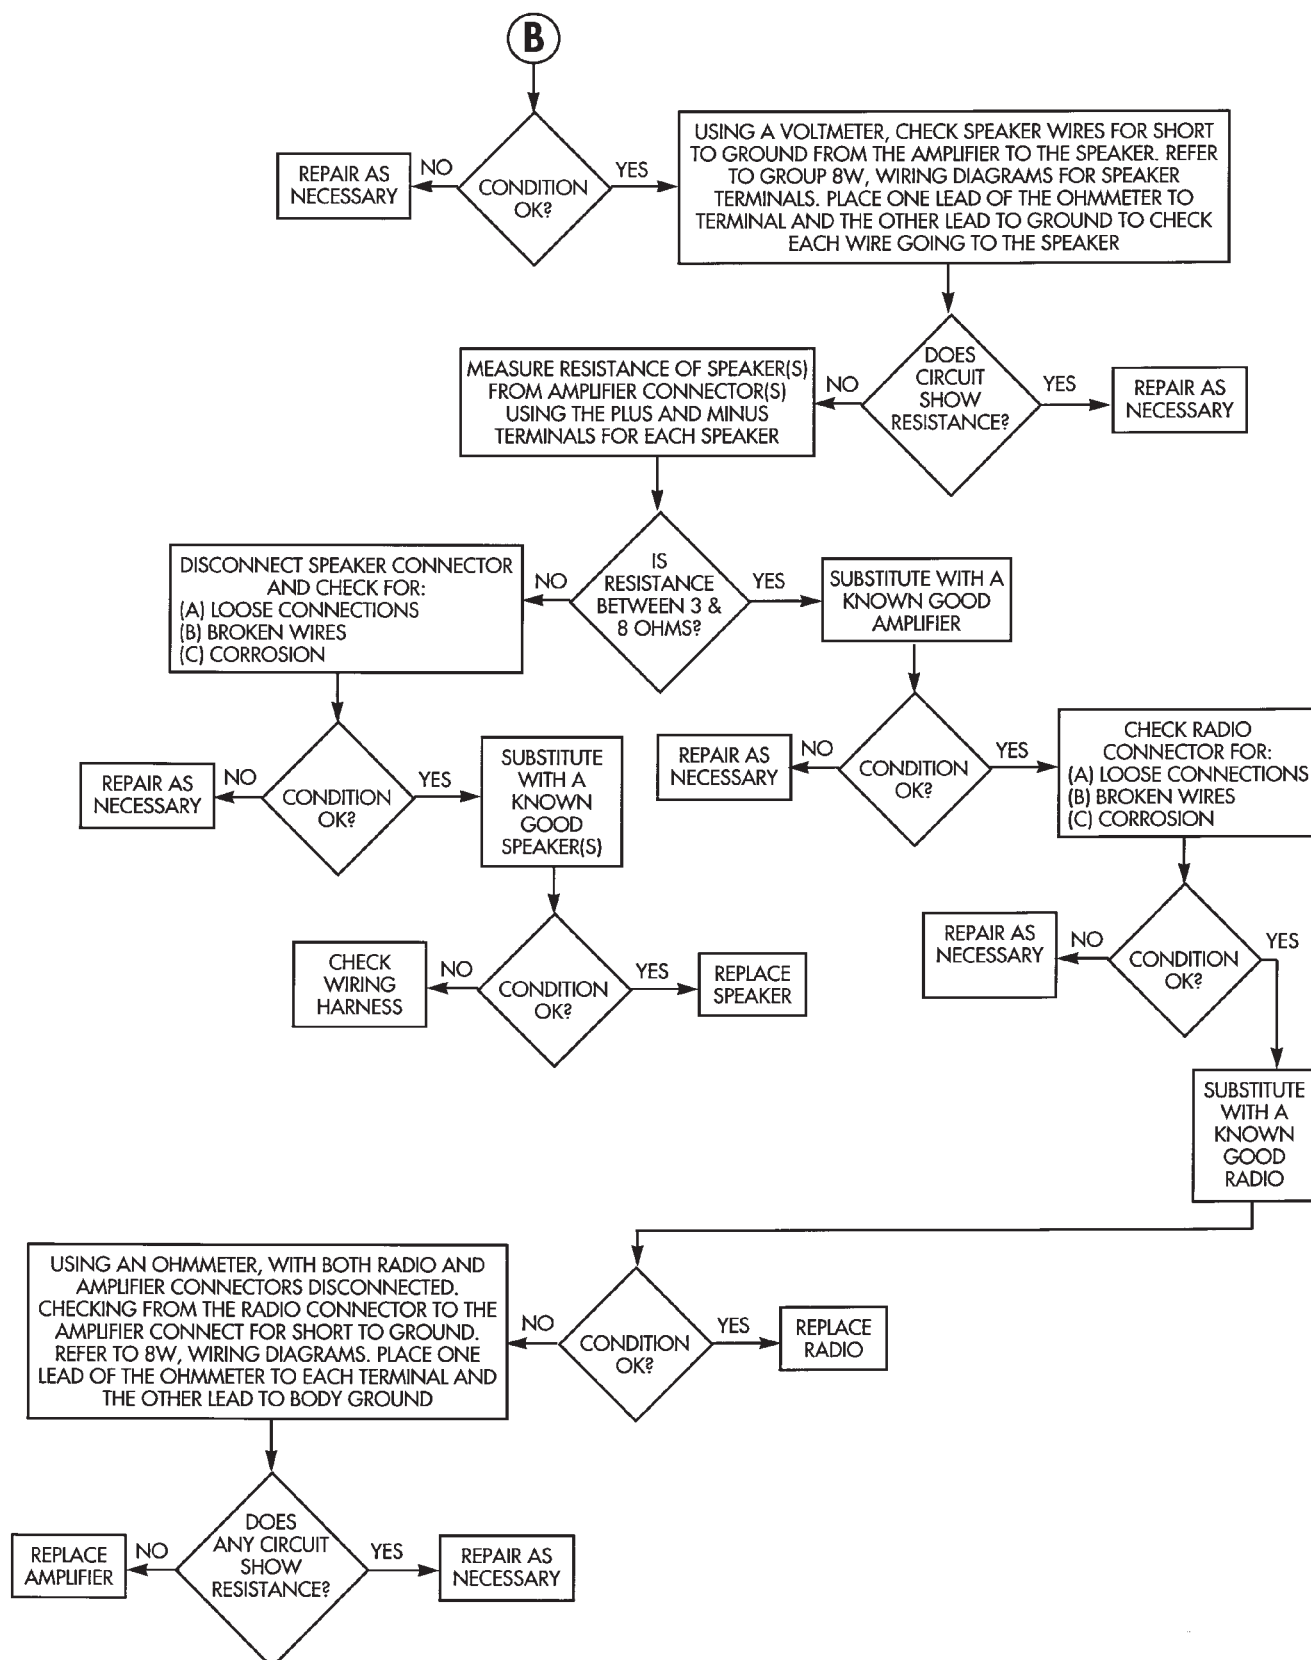 B
CONDITION
OK?
NO
REPAIR AS
NECESSARY
YES
USING A VOLTMETER, CHECK SPEAKER WIRES FOR SHORT
TO GROUND FROM THE AMPLIFIER TO THE SPEAKER. REFER
TO GROUP 8W, WIRING DIAGRAMS FOR SPEAKER
TERMINALS. PLACE ONE LEAD OF THE OHMMETER TO
TERMINAL AND THE OTHER LEAD TO GROUND TO CHECK
EACH WIRE GOING TO THE SPEAKER
DOES
CIRCUIT
SHOW
RESISTANCE?
YES
REPAIR AS
NECESSARY
NO
MEASURE RESISTANCE OF SPEAKER(S)
FROM AMPLIFIER CONNECTOR(S)
USING THE PLUS AND MINUS
TERMINALS FOR EACH SPEAKER
IS
RESISTANCE
BETWEEN 3 &
8 OHMS?
NO
DISCONNECT SPEAKER CONNECTOR
AND CHECK FOR:
(A) LOOSE CONNECTIONS
(B) BROKEN WIRES
(C) CORROSION
YES
SUBSTITUTE WITH A
KNOWN GOOD
AMPLIFIER
CONDITION
OK?
NO
REPAIR AS
NECESSARY
YES
SUBSTITUTE
WITH A
KNOWN
GOOD
SPEAKER(S)
CONDITION
OK?
NO
REPAIR AS
NECESSARY
YES
CHECK RADIO
CONNECTOR FOR:
(A) LOOSE CONNECTIONS
(B) BROKEN WIRES
(C) CORROSION
CONDITION
OK?
NO
CHECK
WIRING
HARNESS
YES
REPLACE
SPEAKER
CONDITION
OK?
NO
REPAIR AS
NECESSARY
YES
SUBSTITUTE
WITH A
KNOWN
GOOD
RADIO
CONDITION
OK?
YES
REPLACE
RADIO
NO
USING AN OHMMETER, WITH BOTH RADIO AND
AMPLIFIER CONNECTORS DISCONNECTED.
CHECKING FROM THE RADIO CONNECTOR TO THE
AMPLIFIER CONNECT FOR SHORT TO GROUND.
REFER TO 8W, WIRING DIAGRAMS. PLACE ONE
LEAD OF THE OHMMETER TO EACH TERMINAL AND
THE OTHER LEAD TO BODY GROUND
DOES
ANY CIRCUIT
SHOW
RESISTANCE?
NO
REPLACE
AMPLIFIER
YES
REPAIR AS
NECESSARY